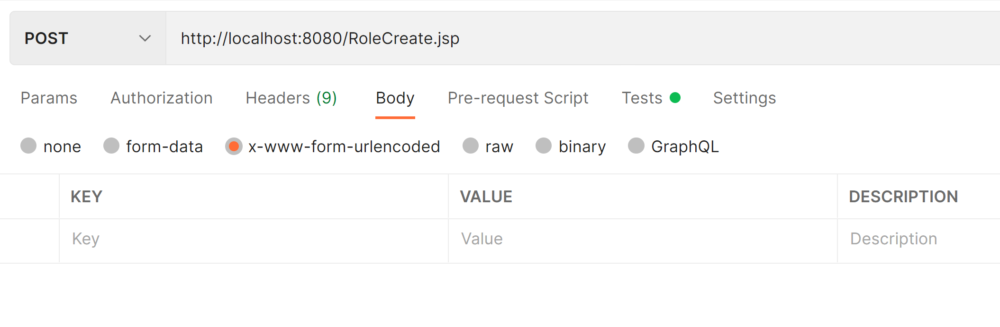 POST http://localhost:8080/RoleCreate.jsp
Params Authorization Headers (9) Body Pre-request Script Tests Settings
none form-data x-www-form-urlencoded raw binary GraphQL
KEY VALUE DESCRIPTION
Key Value Description